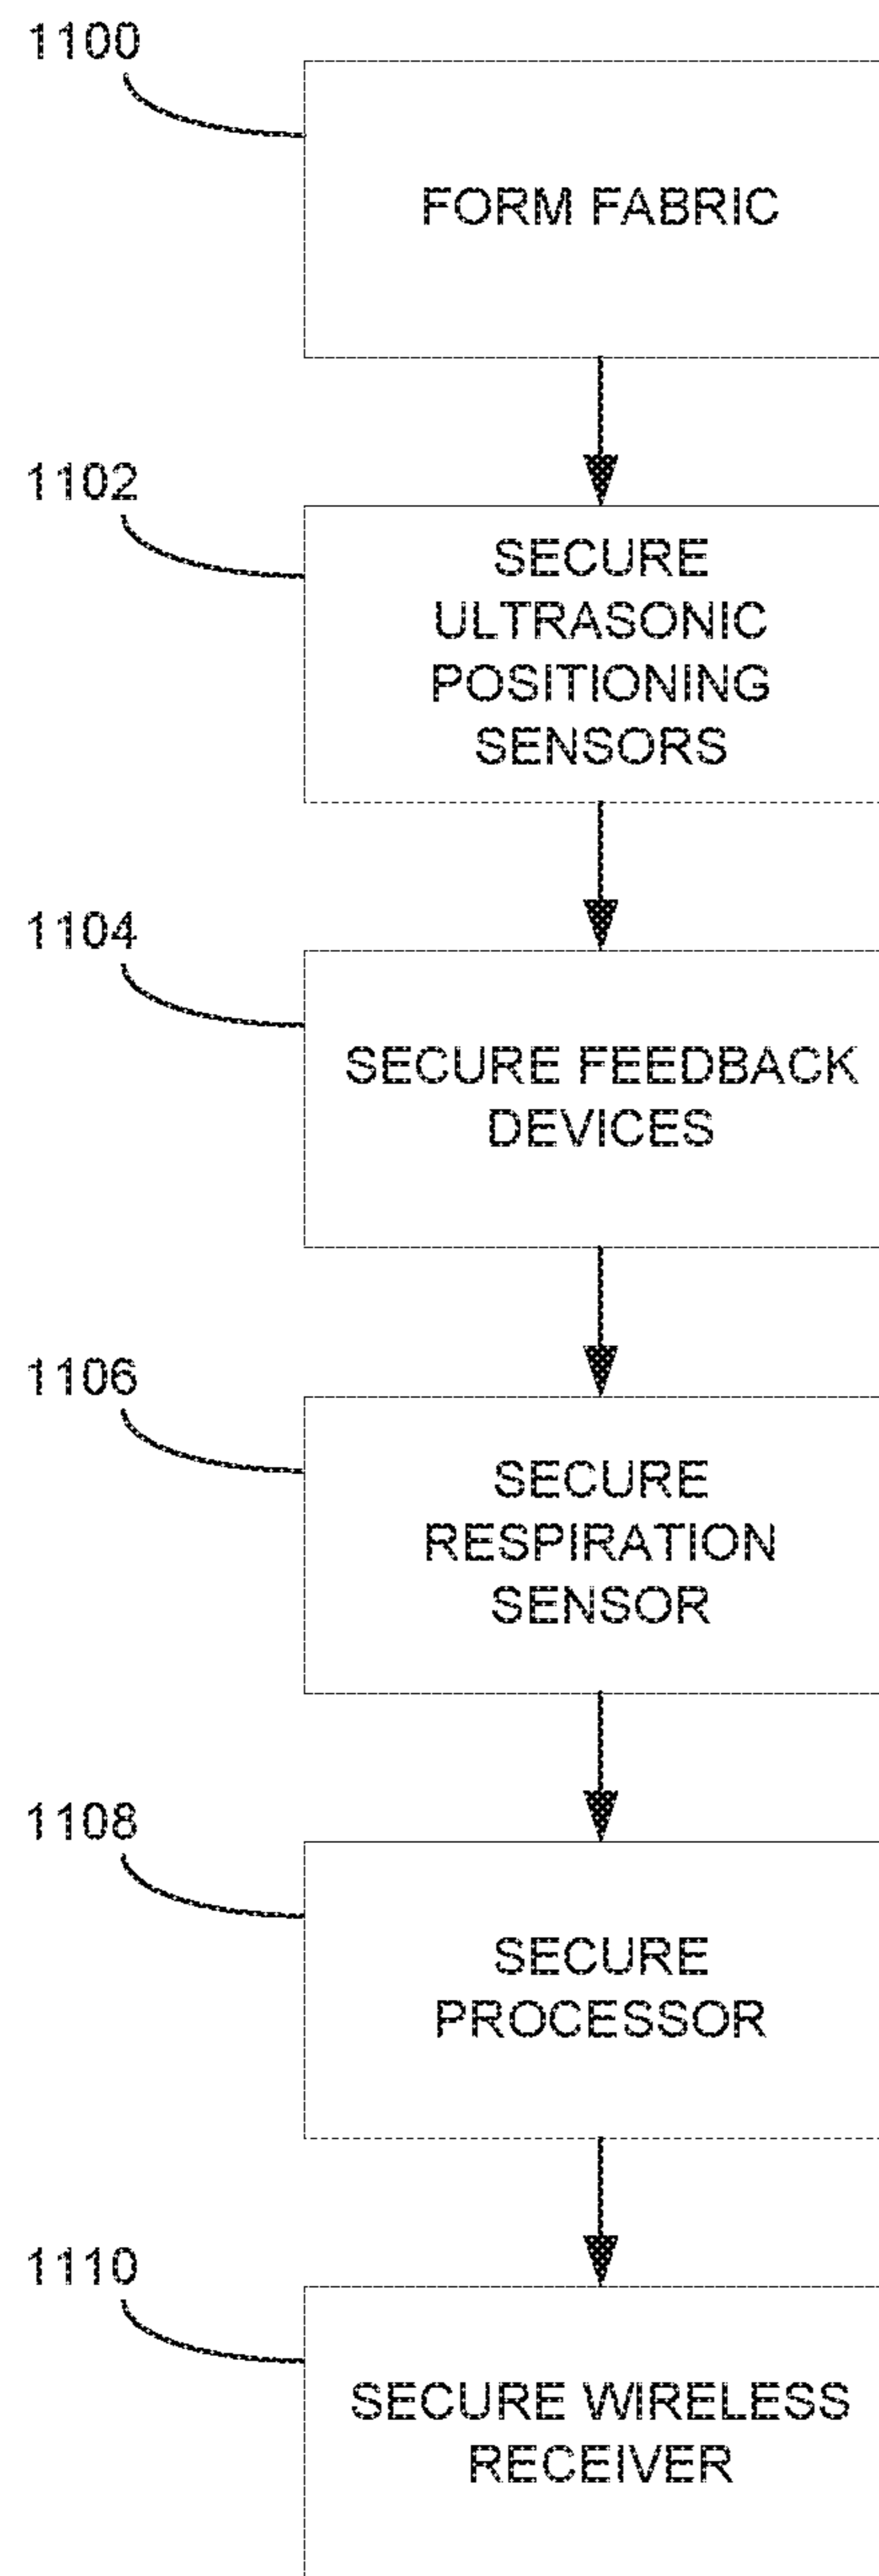 1100
FORM FABRIC
1102
SECURE
ULTRASONIC
POSITIONING
SENSORS
1104
SECURE FEEDBACK
DEVICES
1106
SECURE
RESPIRATION
SENSOR
1108
SECURE
PROCESSOR
1110
SECURE WIRELESS
RECEIVER